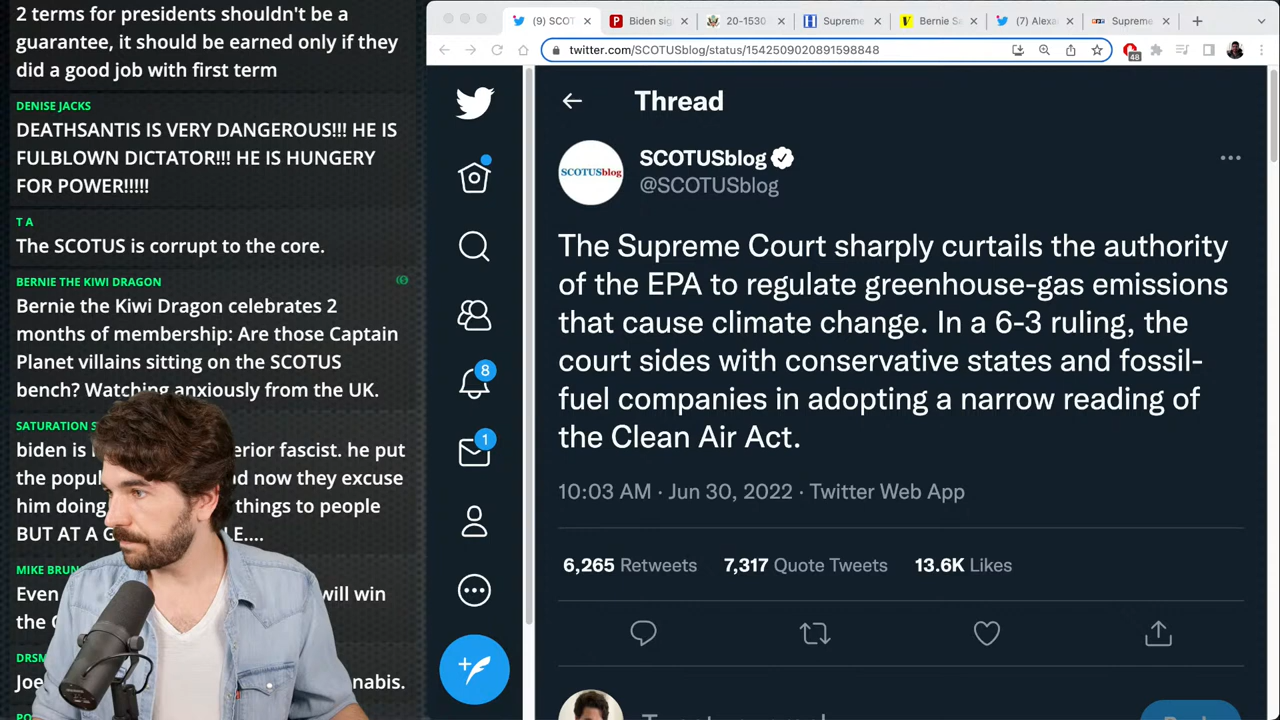 2 terms for presidents shouldn't be a
guarantee, it should be earned only if they
did a good job with first term
DENISE JACKS
DEATHSANTIS IS VERY DANGEROUS!!! HE IS
FULBLOWN DICTATOR!!! HE IS HUNGERY
FOR POWER!!!!!
T A
The SCOTUS is corrupt to the core.
BERNIE THE KIWI DRAGON
Bernie the Kiwi Dragon celebrates 2
months of membership: Are those Captain
Planet villains sitting on the SCOTUS
bench? Watching anxiously from the UK.
SATURATION
biden is erior fascist. he put
the now they excuse
him doing things to people
BUT AT A
MIKE
Even will win
the
Joe nabis.
(9) SCOT
Biden sig
20-1530
Supreme
Bernie Sa
(7) Alexa
Supreme
twitter.com/SCOTUSblog/status/1542509020891598848
48
Thread
SCOTUSblog
SCOTUSblog
@SCOTUSblog
The Supreme Court sharply curtails the authority
of the EPA to regulate greenhouse-gas emissions
that cause climate change. In a 6-3 ruling, the
court sides with conservative states and fossil-
fuel companies in adopting a narrow reading of
the Clean Air Act.
10:03 AM · Jun 30, 2022 · Twitter Web App
6,265 Retweets 7,317 Quote Tweets 13.6K Likes
8
1